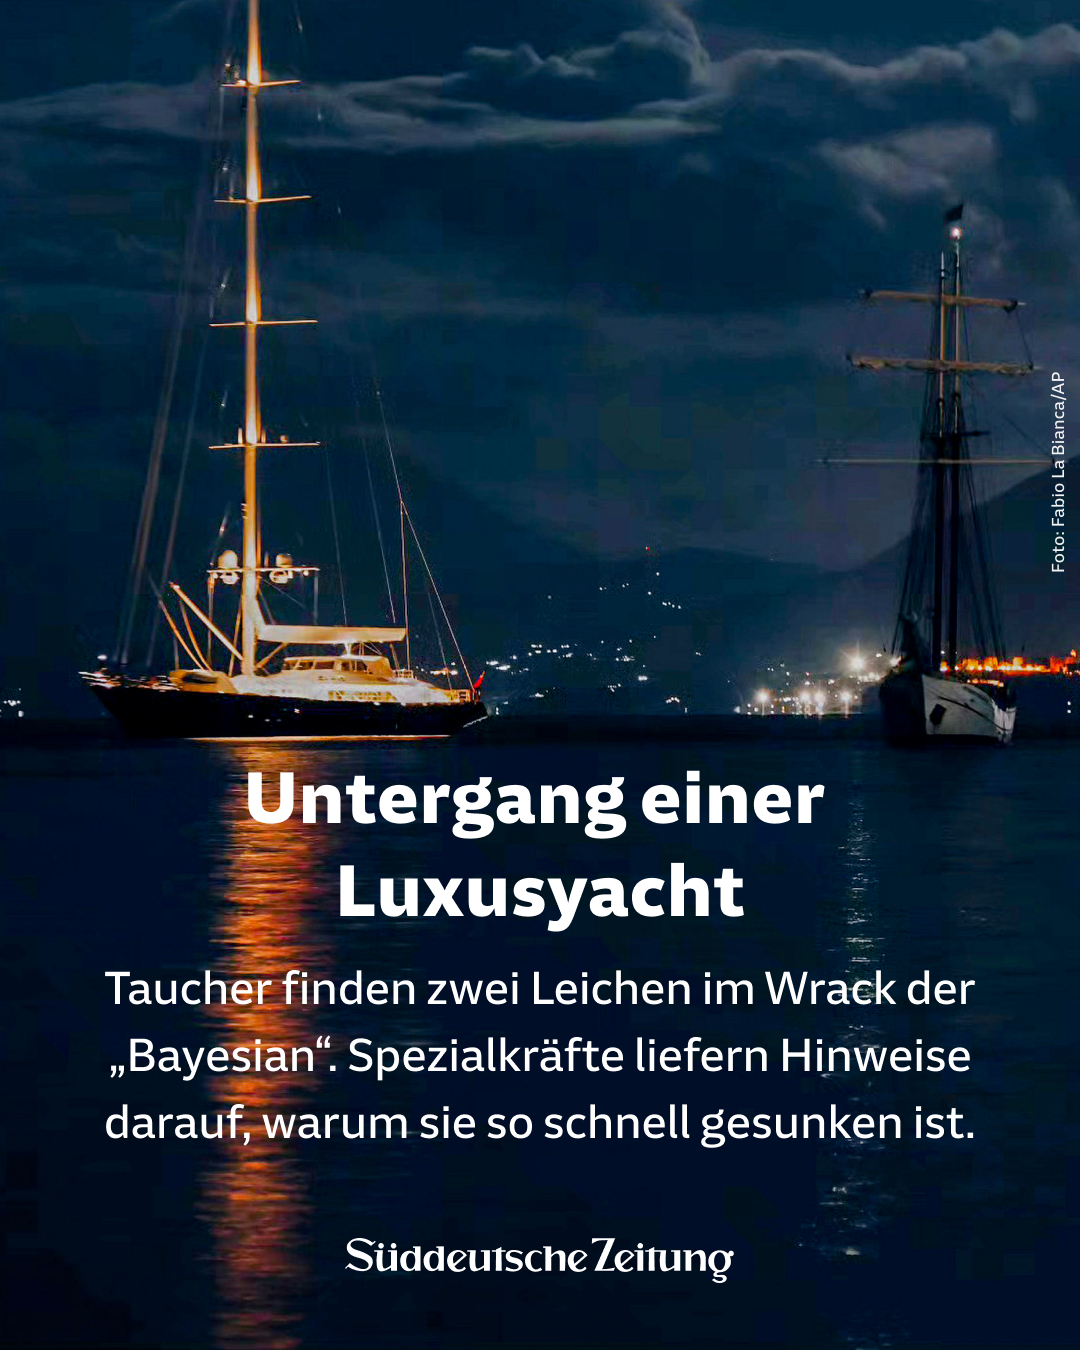 Foto: Fabio La Bianca/AP
Untergang einer
Luxusyacht
Taucher finden zwei Leichen im Wrack der
„Bayesian“. Spezialkräfte liefern Hinweise
darauf, warum sie so schnell gesunken ist.
Süddeutsche Zeitung